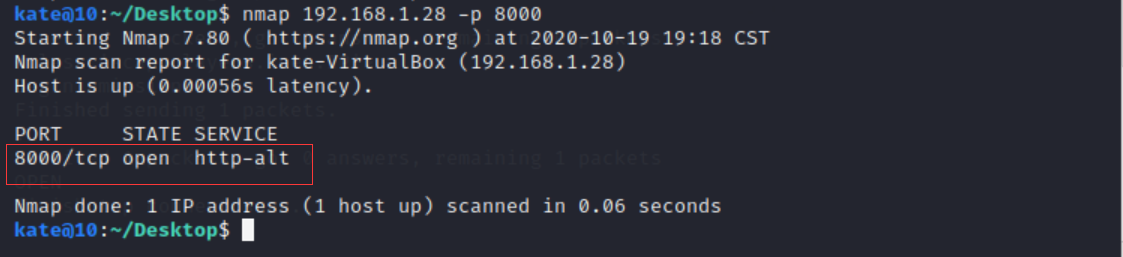 kate@10:~/Desktop$ nmap 192.168.1.28 -p 8000
Starting Nmap 7.80 ( https://nmap.org ) at 2020-10-19 19:18 CST
Nmap scan report for kate-VirtualBox (192.168.1.28)
Host is up (0.00056s latency).
Finished sending 1 packets.
PORT     STATE SERVICE
8000/tcp open  http-alt answers, remaining 1 packets
OPEN
Nmap done: 1 IP address (1 host up) scanned in 0.06 seconds
kate@10:~/Desktop$